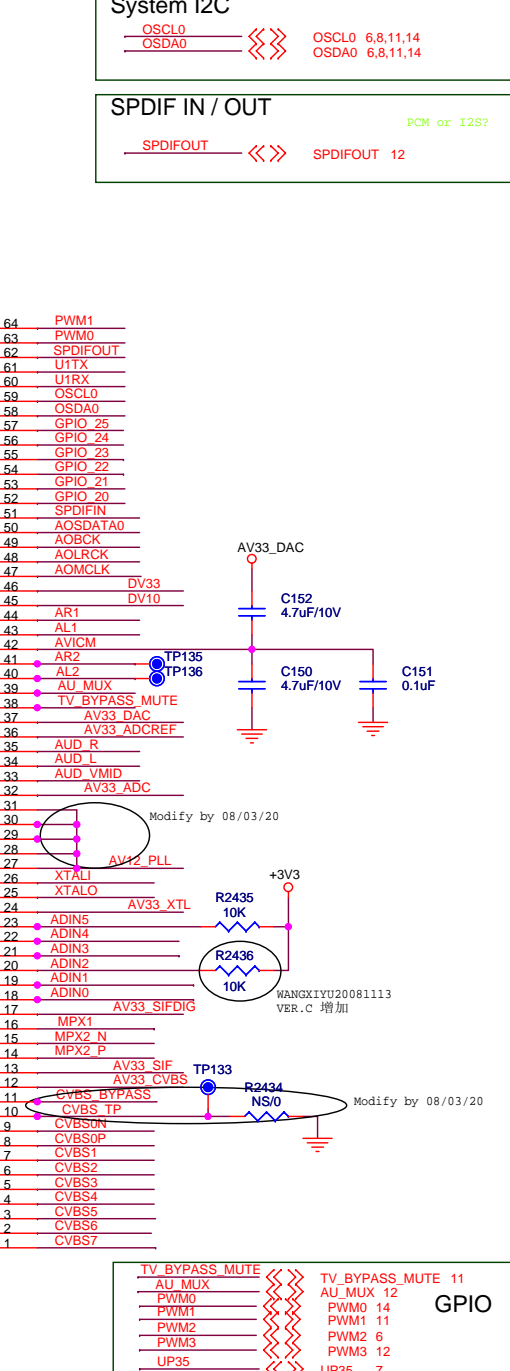 System I2C
OSCL0
OSDA0
OSCL0 6,8,11,14
OSDA0 6,8,11,14
SPDIF IN / OUT
PCM or I2S?
SPDIFOUT
SPDIFOUT 12
64 PWM1
63 PWM0
62 SPDIFOUT
61 U1TX
60 U1RX
59 OSCL0
58 OSDA0
57 GPIO_25
56 GPIO_24
55 GPIO_23
54 GPIO_22
53 GPIO_21
52 GPIO_20
51 SPDIFIN
50 AOSDATA0
49 AOBCK
48 AOLRCK
47 AOMCLK
46 DV33
45 DV10
44 AR1
43 AL1
42 AVICM
41 AR2
40 AL2
39 AU_MUX
38 TV_BYPASS_MUTE
37 AV33_DAC
36 AV33_ADCREF
35 AUD_R
34 AUD_L
33 AUD_VMID
32 AV33_ADC
31
30
29
28
27 AV12_PLL
26 XTALI
25 XTALO
24 AV33_XTL
23 ADIN5
22 ADIN4
21 ADIN3
20 ADIN2
19 ADIN1
18 ADIN0
17 AV33_SIFDIG
16 MPX1
15 MPX2_N
14 MPX2_P
13 AV33_SIF
12 AV33_CVBS
11 CVBS_BYPASS
10 CVBS_TP
9 CVBS0N
8 CVBS0P
7 CVBS1
6 CVBS2
5 CVBS3
4 CVBS4
3 CVBS5
2 CVBS6
1 CVBS7
AV33_DAC
C152
4.7uF/10V
TP135
TP136
C150
4.7uF/10V
C151
0.1uF
Modify by 08/03/20
+3V3
R2435
10K
R2436
10K
WANGXIYU20081113
VER.C 增加
TP133
R2434
NS/0
Modify by 08/03/20
TV_BYPASS_MUTE
AU_MUX
PWM0
PWM1
PWM2
PWM3
UP35
TV_BYPASS_MUTE 11
AU_MUX 12
PWM0 14
PWM1 11
PWM2 6
PWM3 12
UP35 7
GPIO